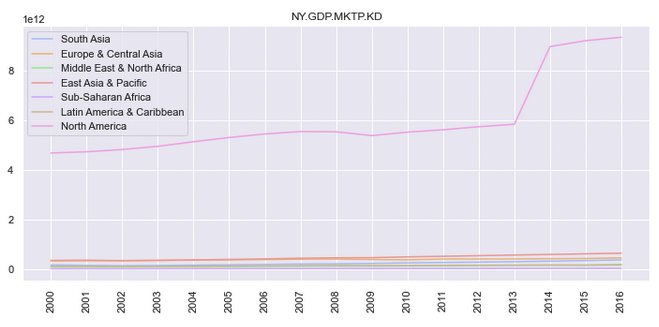 NY.GDP.MKTP.KD
1e12
South Asia
Europe & Central Asia
Middle East & North Africa
East Asia & Pacific
Sub-Saharan Africa
Latin America & Caribbean
North America
8
6
4
2
0
2000 2001 2002 2003 2004 2005 2006 2007 2008 2009 2010 2011 2012 2013 2014 2015 2016